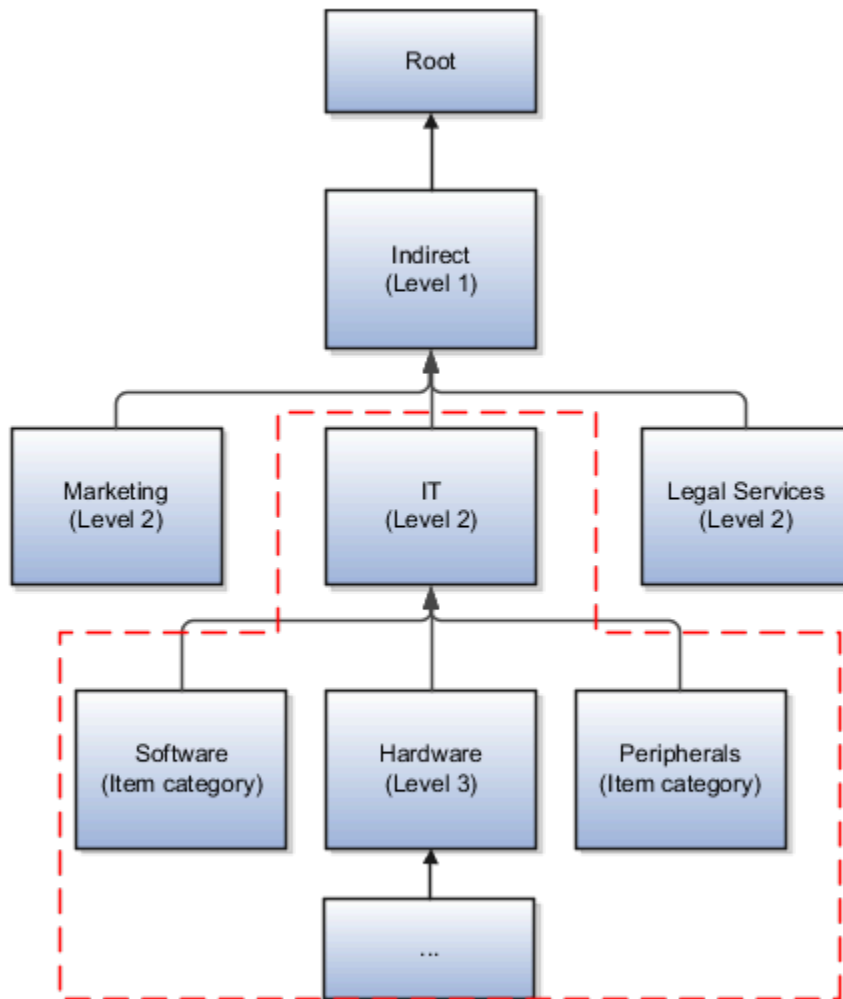 Root
Indirect
(Level 1)
Marketing
(Level 2)
IT
(Level 2)
Legal Services
(Level 2)
Software
(Item category)
Hardware
(Level 3)
Peripherals
(Item category)
...